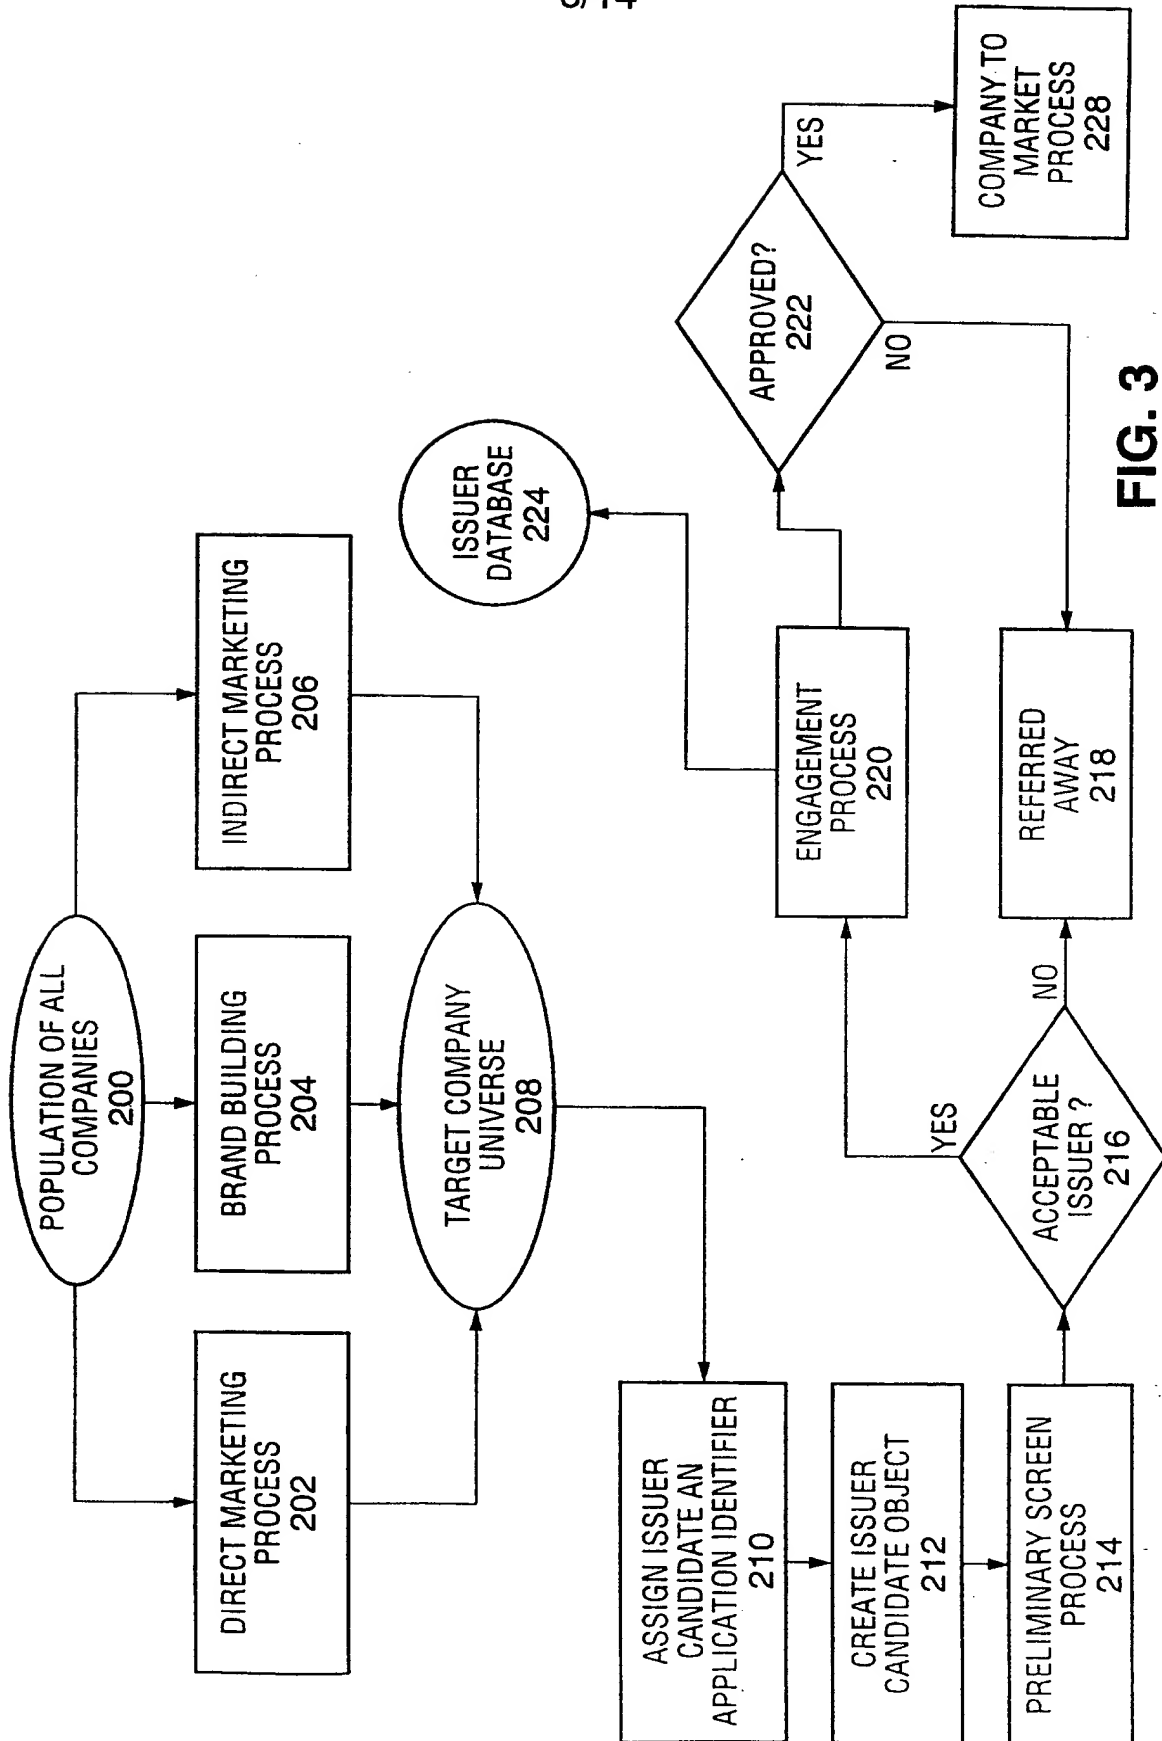 POPULATION OF ALL
COMPANIES
200
DIRECT MARKETING
PROCESS
202
BRAND BUILDING
PROCESS
204
INDIRECT MARKETING
PROCESS
206
TARGET COMPANY
UNIVERSE
208
ISSUER
DATABASE
224
ASSIGN ISSUER
CANDIDATE AN
APPLICATION IDENTIFIER
210
CREATE ISSUER
CANDIDATE OBJECT
212
PRELIMINARY SCREEN
PROCESS
214
ACCEPTABLE
ISSUER ?
216
YES
NO
ENGAGEMENT
PROCESS
220
REFERRED
AWAY
218
APPROVED?
222
YES
NO
COMPANY TO
MARKET
PROCESS
228
FIG. 3